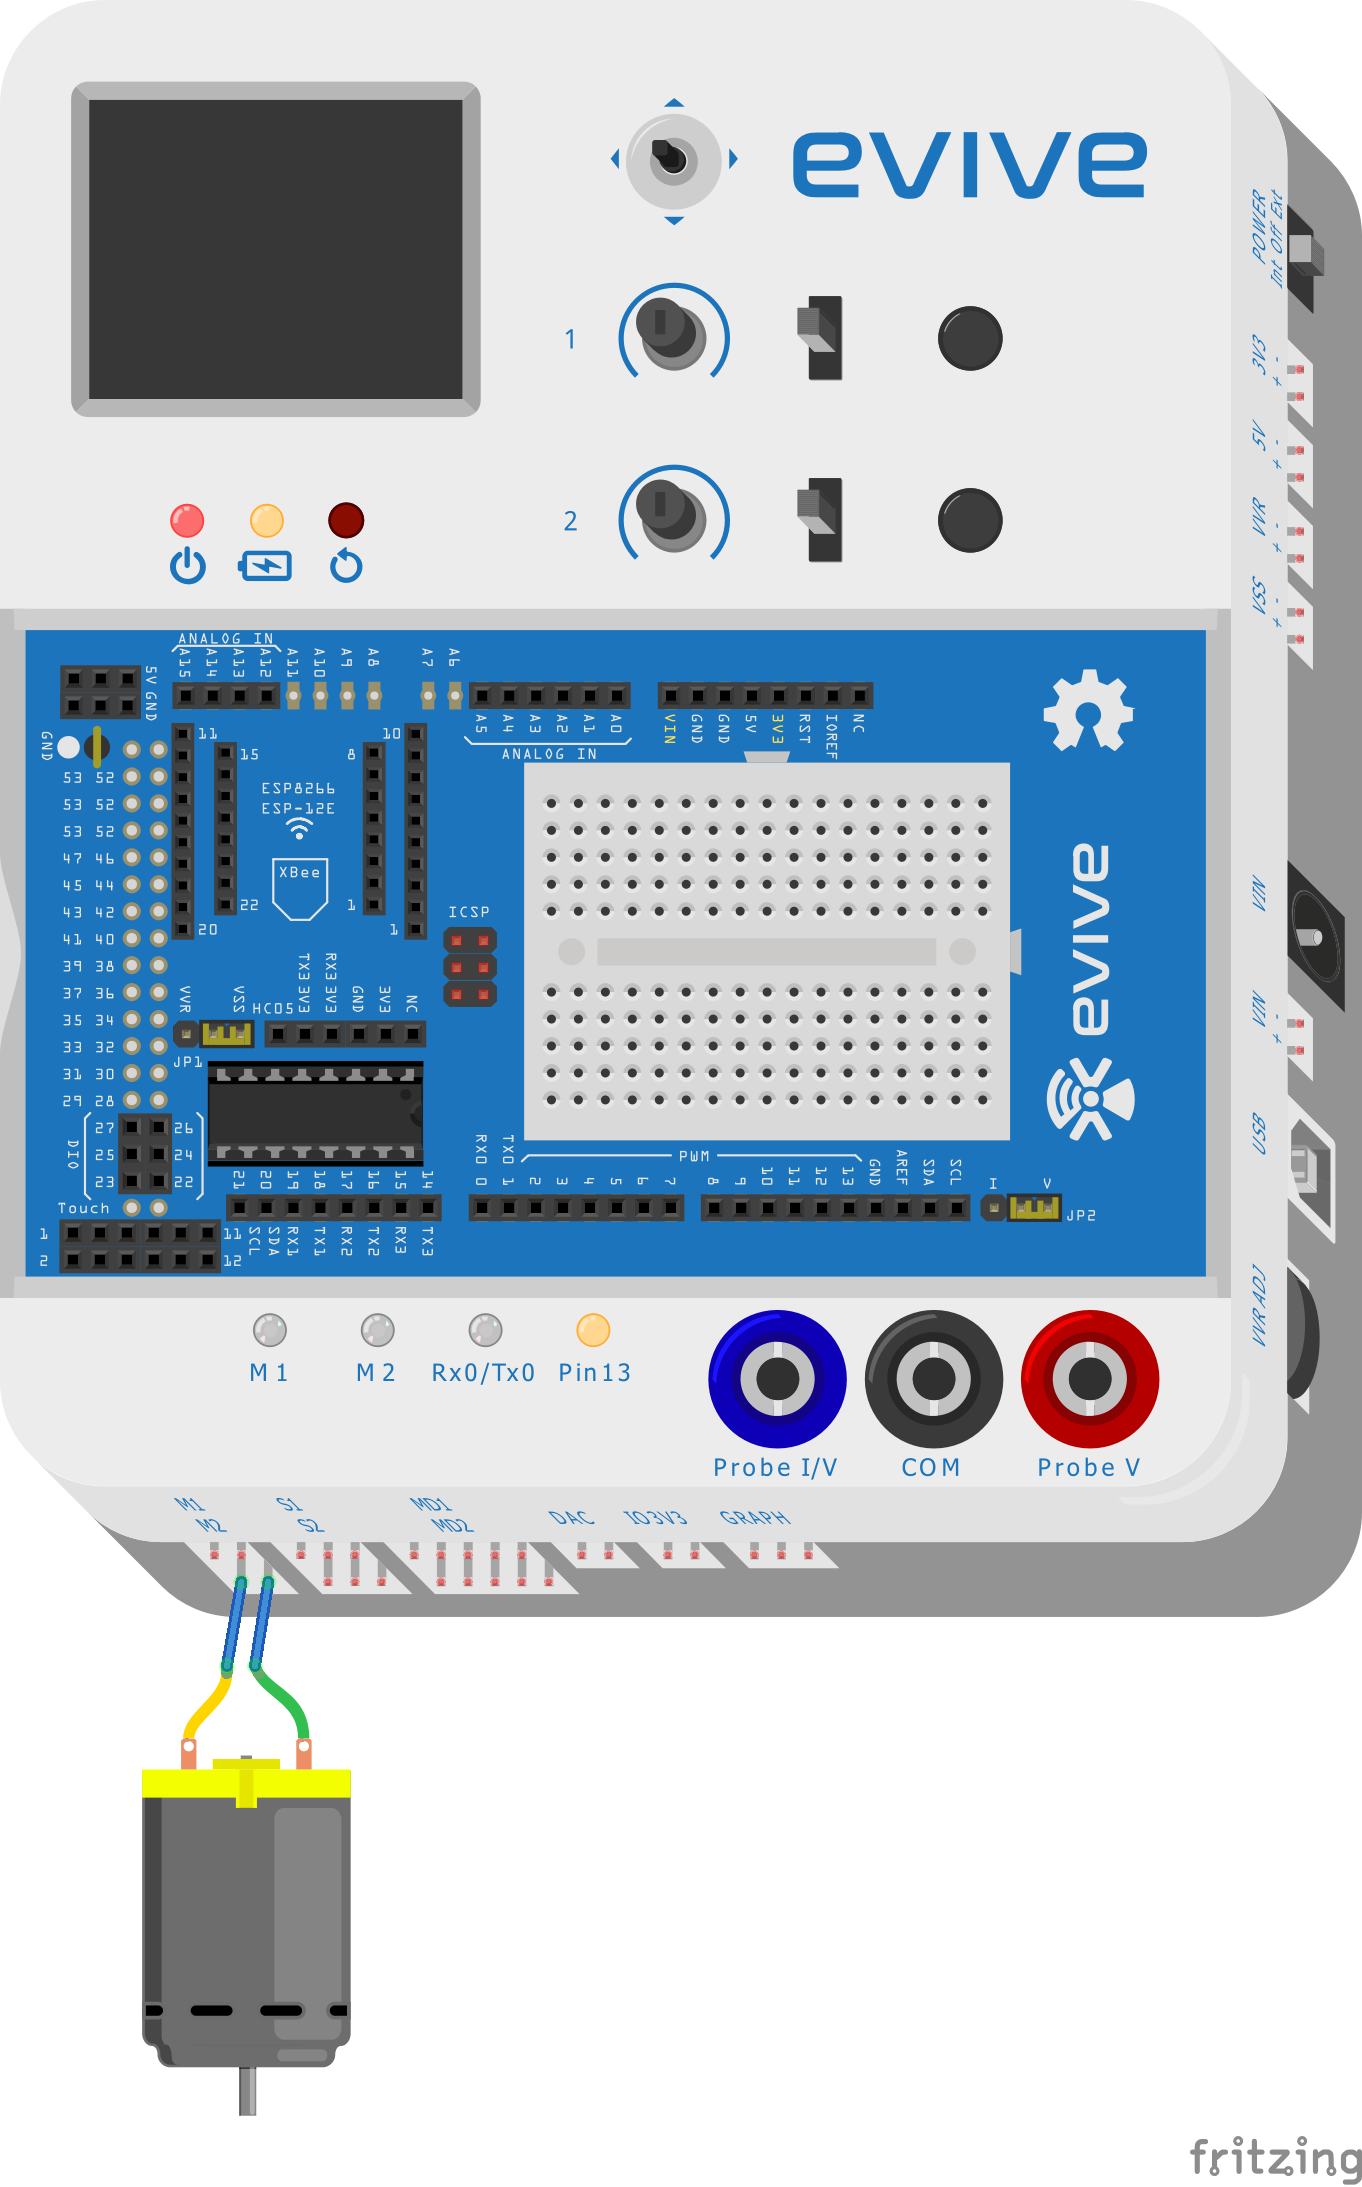 evive
POWER
Int Off Ext
1
3V3
+ -
5V
+ -
2
VVR
+ -
VSS
+ -
ANALOG IN
A15 A14 A13 A12 A11 A10 A9 A8 A7 A6
5V GND
A5 A4 A3 A2 A1 A0
VIN GND GND 5V 3V3 RST IOREF NC
ANALOG IN
GND
11 10
15 8
53 52
ESP8266
53 52
ESP-12E
53 52
47 46
XBee
45 44
22 1
43 42
ICSP
20 1
41 40
39 38
37 36
35 34
33 32
31 30
29 28
evive
VIN
VIN
+ -
TX3 RX3
VVR VSS HC05 3V3 3V3 GND 3V3 NC
JP1
DIO
27 26
25 24
23 22
USB
RX0 TX0
PWM
21 20 19 18 17 16 15 14
0 1 2 3 4 5 6 7
8 9 10 11 12 13 GND AREF SDA SCL
I V
JP2
Touch
1 11
2 12
SCL SDA RX1 TX1 RX2 TX2 RX3 TX3
VVR ADJ
M1 M2 Rx0/Tx0 Pin13
Probe I/V COM Probe V
M1 S1 MD1 DAC IO3V3 GRAPH
M2 S2 MD2
fritzing